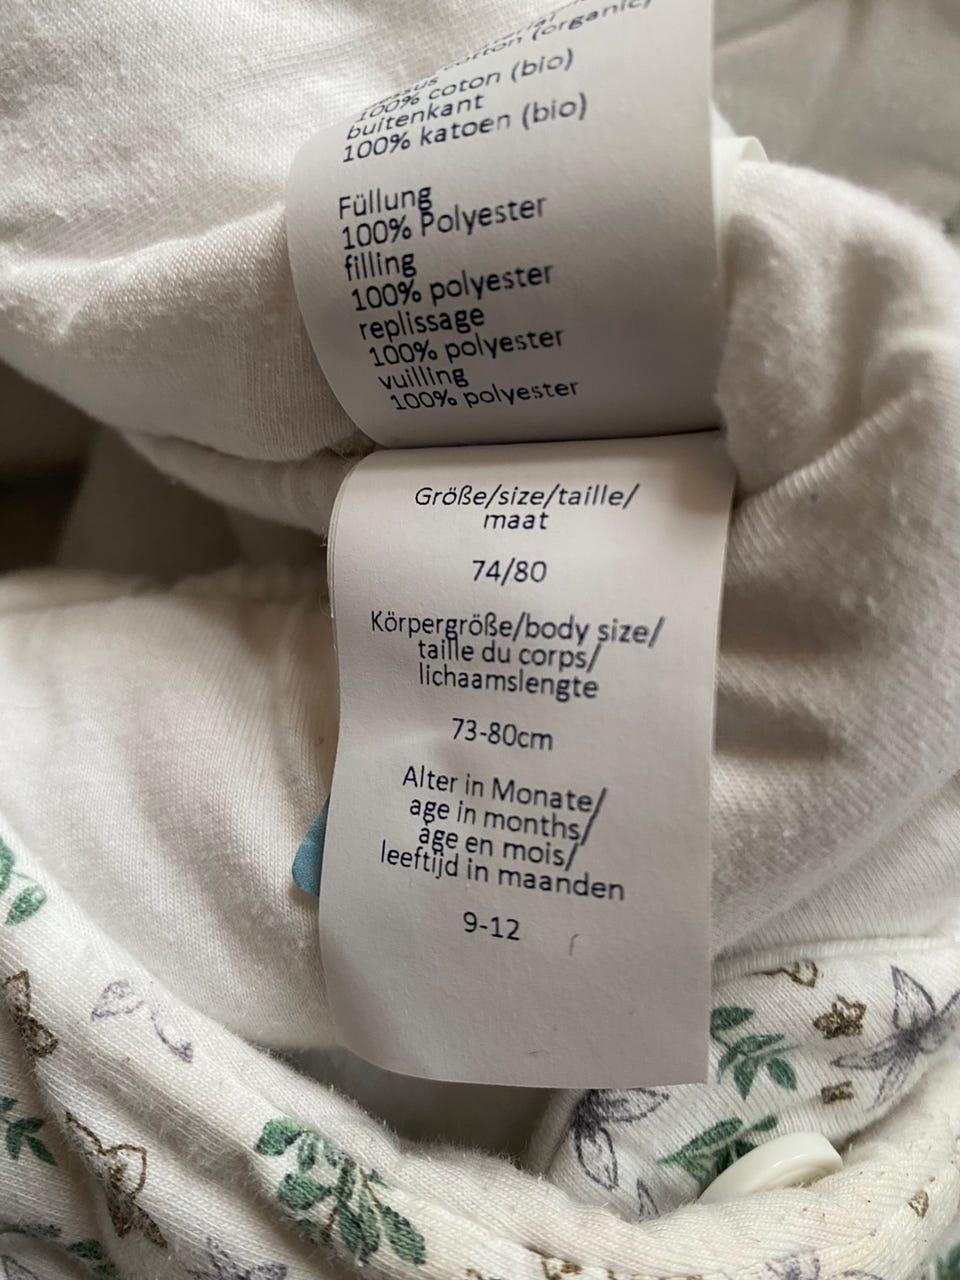 cotton (organic)
100% coton (bio)
buitenkant
100% katoen (bio)
Füllung
100% Polyester
filling
100% polyester
replissage
100% polyester
vuilling
100% polyester
Größe/size/taille/
maat
74/80
Körpergröße/body size/
taille du corps/
lichaamslengte
73-80cm
Alter in Monate/
age in months/
âge en mois/
leeftijd in maanden
9-12